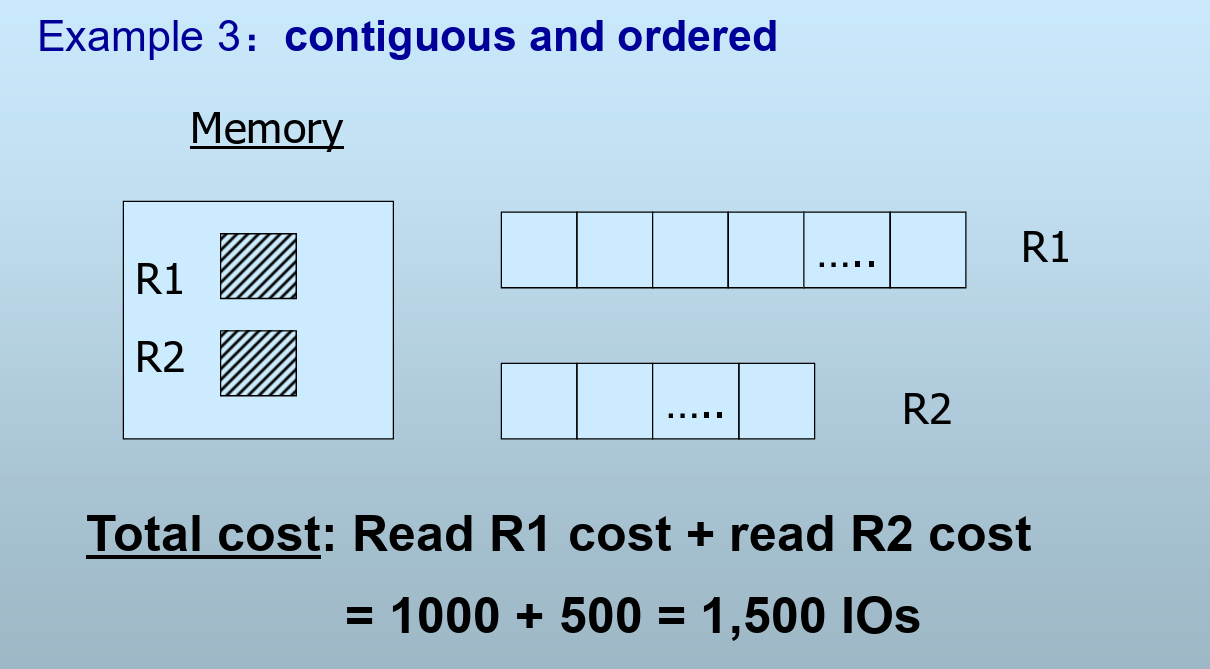 Example 3：contiguous and ordered
Memory
R1
R2
.....
R1
.....
R2
Total cost: Read R1 cost + read R2 cost
= 1000 + 500 = 1,500 IOs